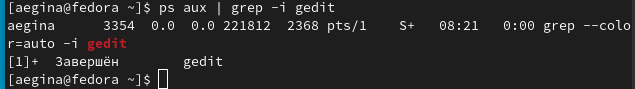 [aegina@fedora ~]$ ps aux | grep -i gedit
aegina      3354  0.0  0.0 221812  2368 pts/1    S+   08:21   0:00 grep --colo
r=auto -i gedit
[1]+  Завершён        gedit
[aegina@fedora ~]$